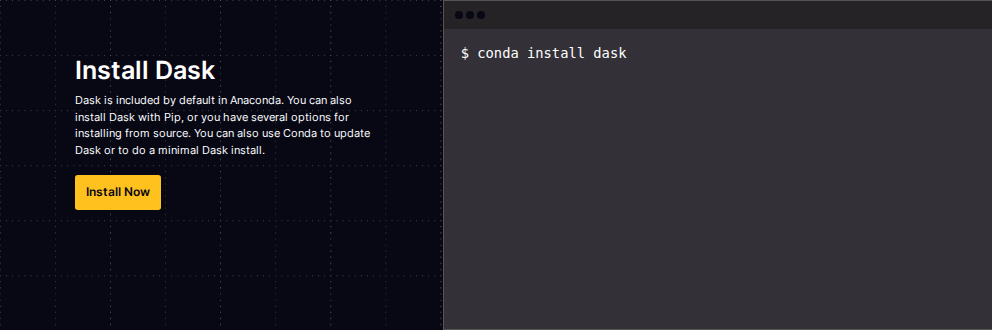 Install Dask
Dask is included by default in Anaconda. You can also
install Dask with Pip, or you have several options for
installing from source. You can also use Conda to update
Dask or to do a minimal Dask install.
Install Now
$ conda install dask